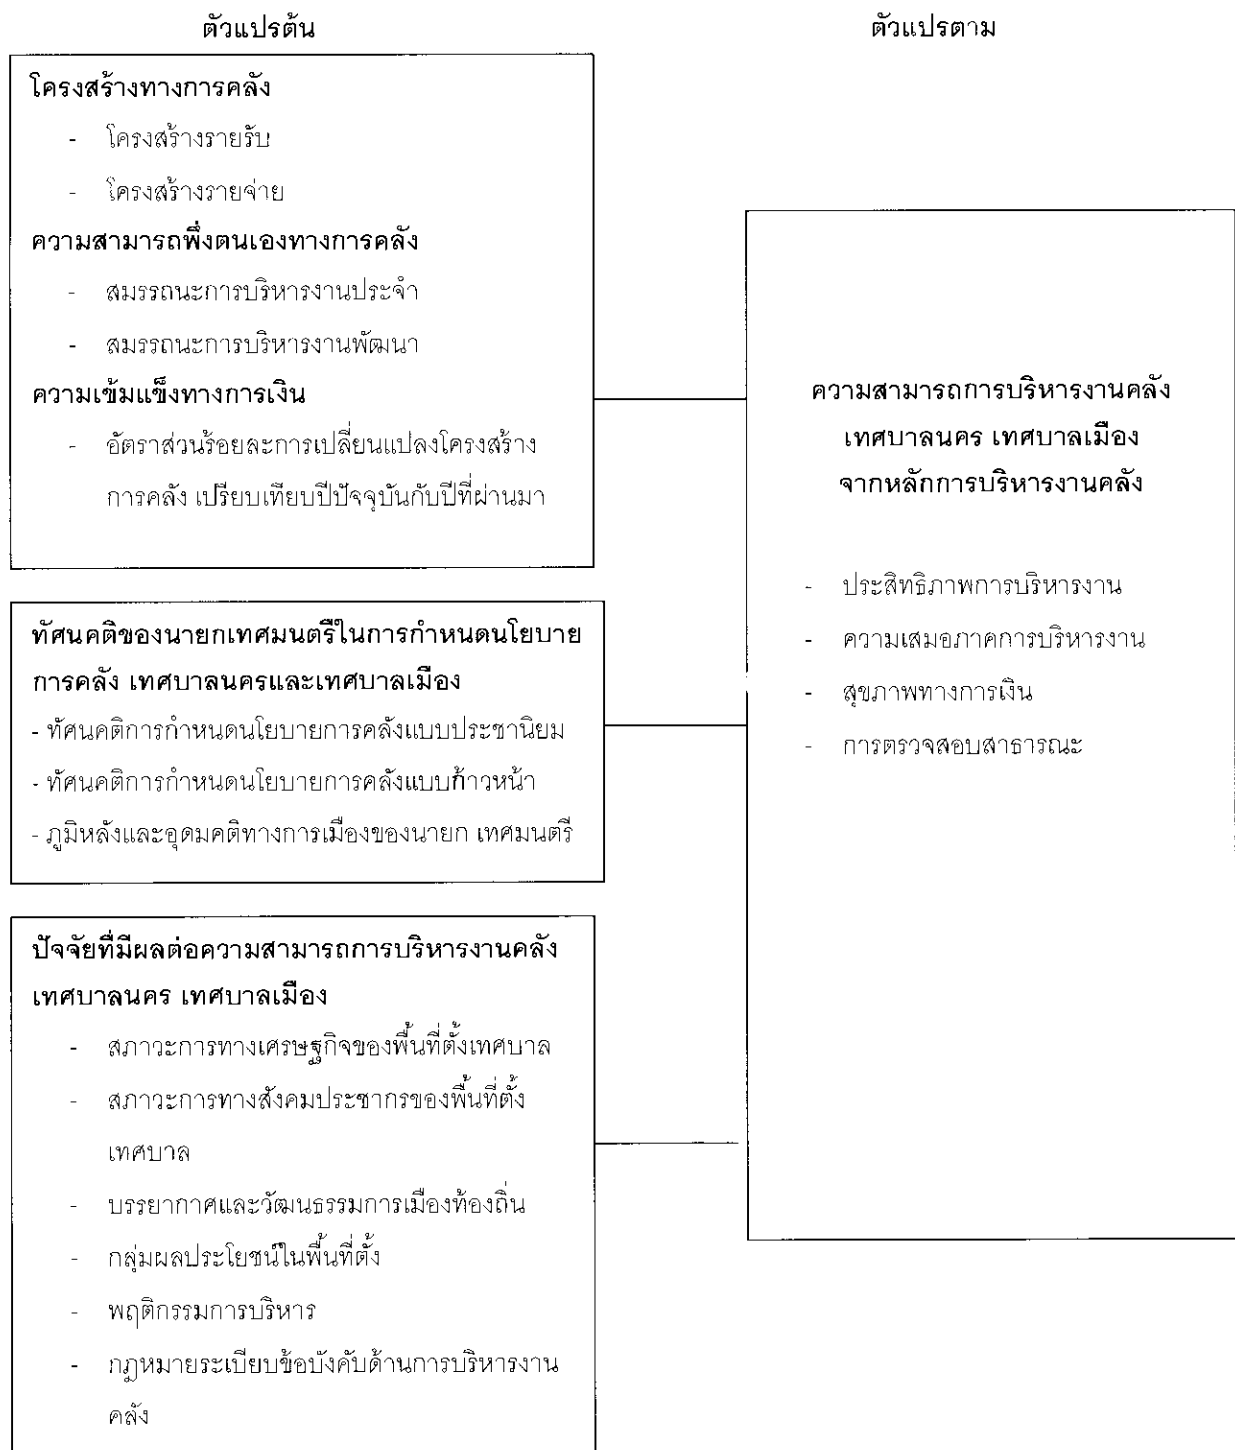 ตัวแปรต้น
ตัวแปรตาม
โครงสร้างทางการคลัง
- โครงสร้างรายรับ
- โครงสร้างรายจ่าย
ความสามารถพึ่งตนเองทางการคลัง
- สมรรถนะการบริหารงานประจำ
- สมรรถนะการบริหารงานพัฒนา
ความเข้มแข็งทางการเงิน
- อัตราส่วนร้อยละการเปลี่ยนแปลงโครงสร้าง
การคลัง เปรียบเทียบปีปัจจุบันกับปีที่ผ่านมา
ทัศนคติของนายกเทศมนตรีในการกำหนดนโยบาย
การคลัง เทศบาลนครและเทศบาลเมือง
- ทัศนคติการกำหนดนโยบายการคลังแบบประชานิยม
- ทัศนคติการกำหนดนโยบายการคลังแบบก้าวหน้า
- ภูมิหลังและอุดมคติทางการเมืองของนายก เทศมนตรี
ปัจจัยที่มีผลต่อความสามารถการบริหารงานคลัง
เทศบาลนคร เทศบาลเมือง
- สภาวะการทางเศรษฐกิจของพื้นที่ตั้งเทศบาล
- สภาวะการทางสังคมประชากรของพื้นที่ตั้ง
เทศบาล
- บรรยากาศและวัฒนธรรมการเมืองท้องถิ่น
- กลุ่มผลประโยชน์ในพื้นที่ตั้ง
- พฤติกรรมการบริหาร
- กฎหมายระเบียบข้อบังคับด้านการบริหารงาน
คลัง
ความสามารถการบริหารงานคลัง
เทศบาลนคร เทศบาลเมือง
จากหลักการบริหารงานคลัง
- ประสิทธิภาพการบริหารงาน
- ความเสมอภาคการบริหารงาน
- สุขภาพทางการเงิน
- การตรวจสอบสาธารณะ